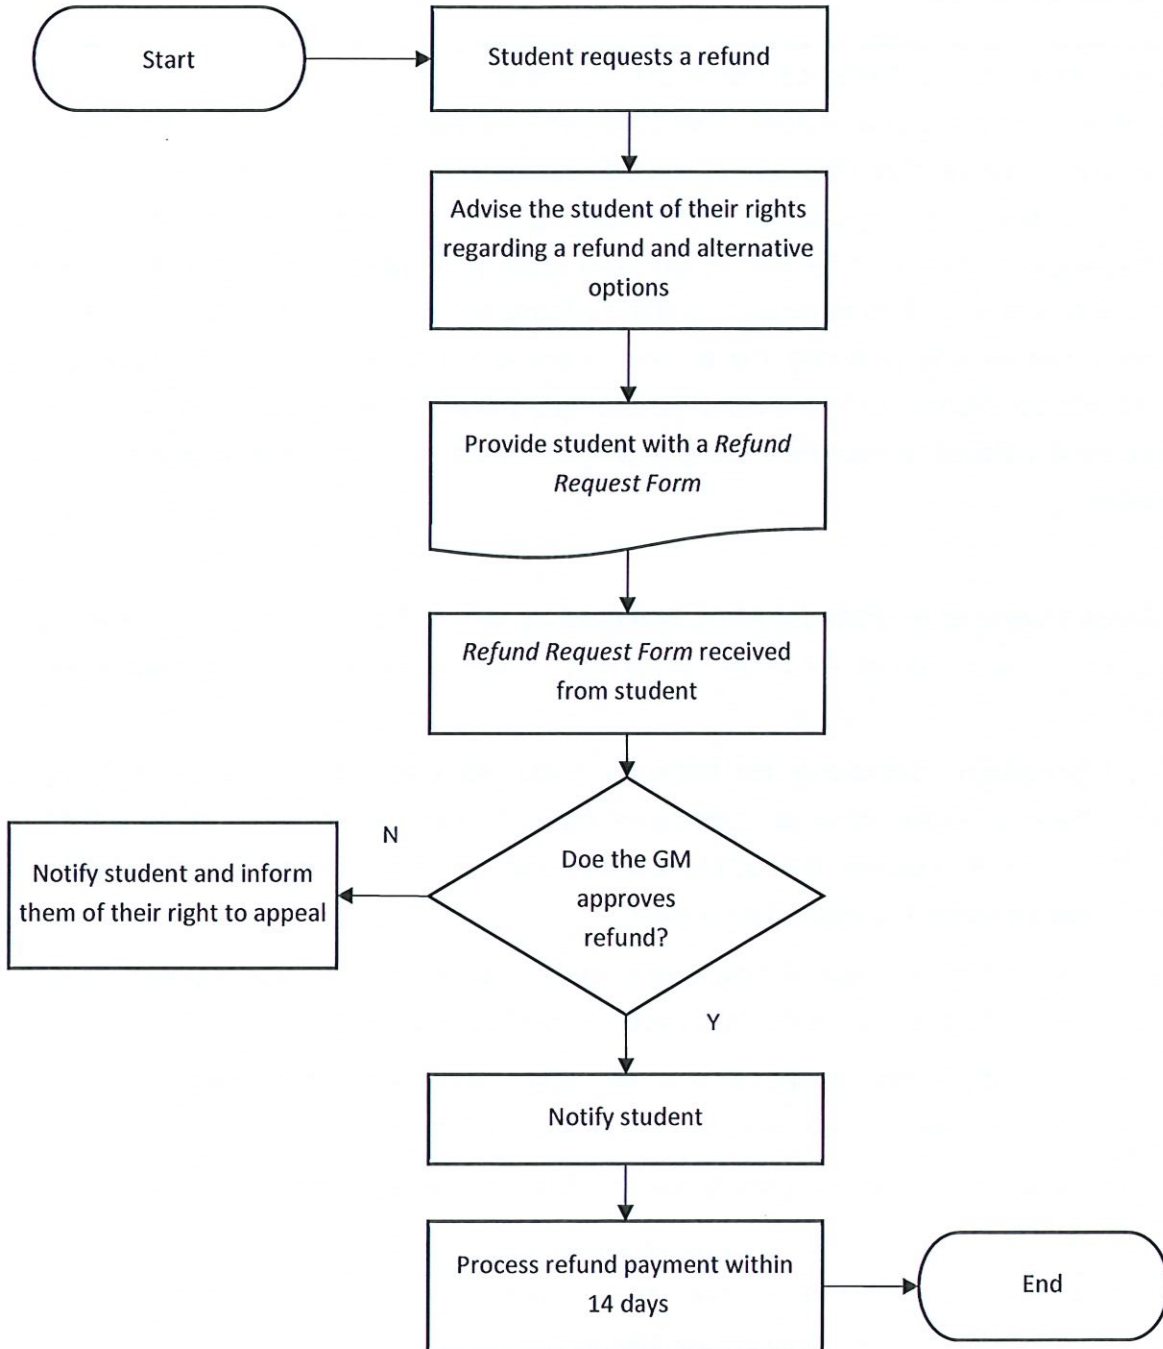 Start
Student requests a refund
Advise the student of their rights
regarding a refund and alternative
options
Provide student with a Refund
Request Form
Refund Request Form received
from student
Doe the GM
approves
refund?
N
Notify student and inform
them of their right to appeal
Y
Notify student
Process refund payment within
14 days
End